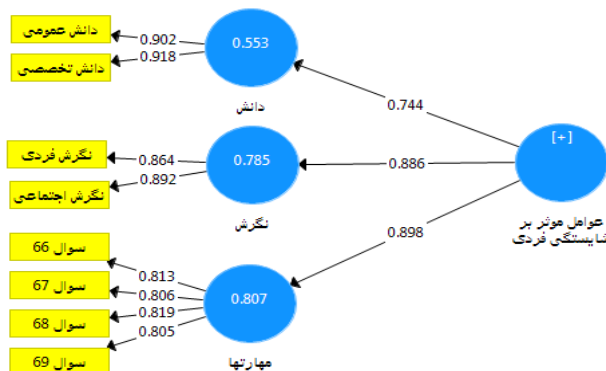 دانش عمومی
0.902
0.553
دانش تخصصی
0.918
دانش
0.744
نگرش فردی
0.864
0.785
0.886
[+]
نگرش اجتماعی
0.892
نگرش
عوامل موثر بر
شایستگی فردی
0.898
سوال 66
0.813
سوال 67
0.806
0.807
سوال 68
0.819
سوال 69
0.805
مهارتها